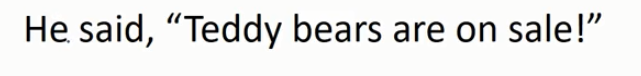 He said, “Teddy bears are on sale!”